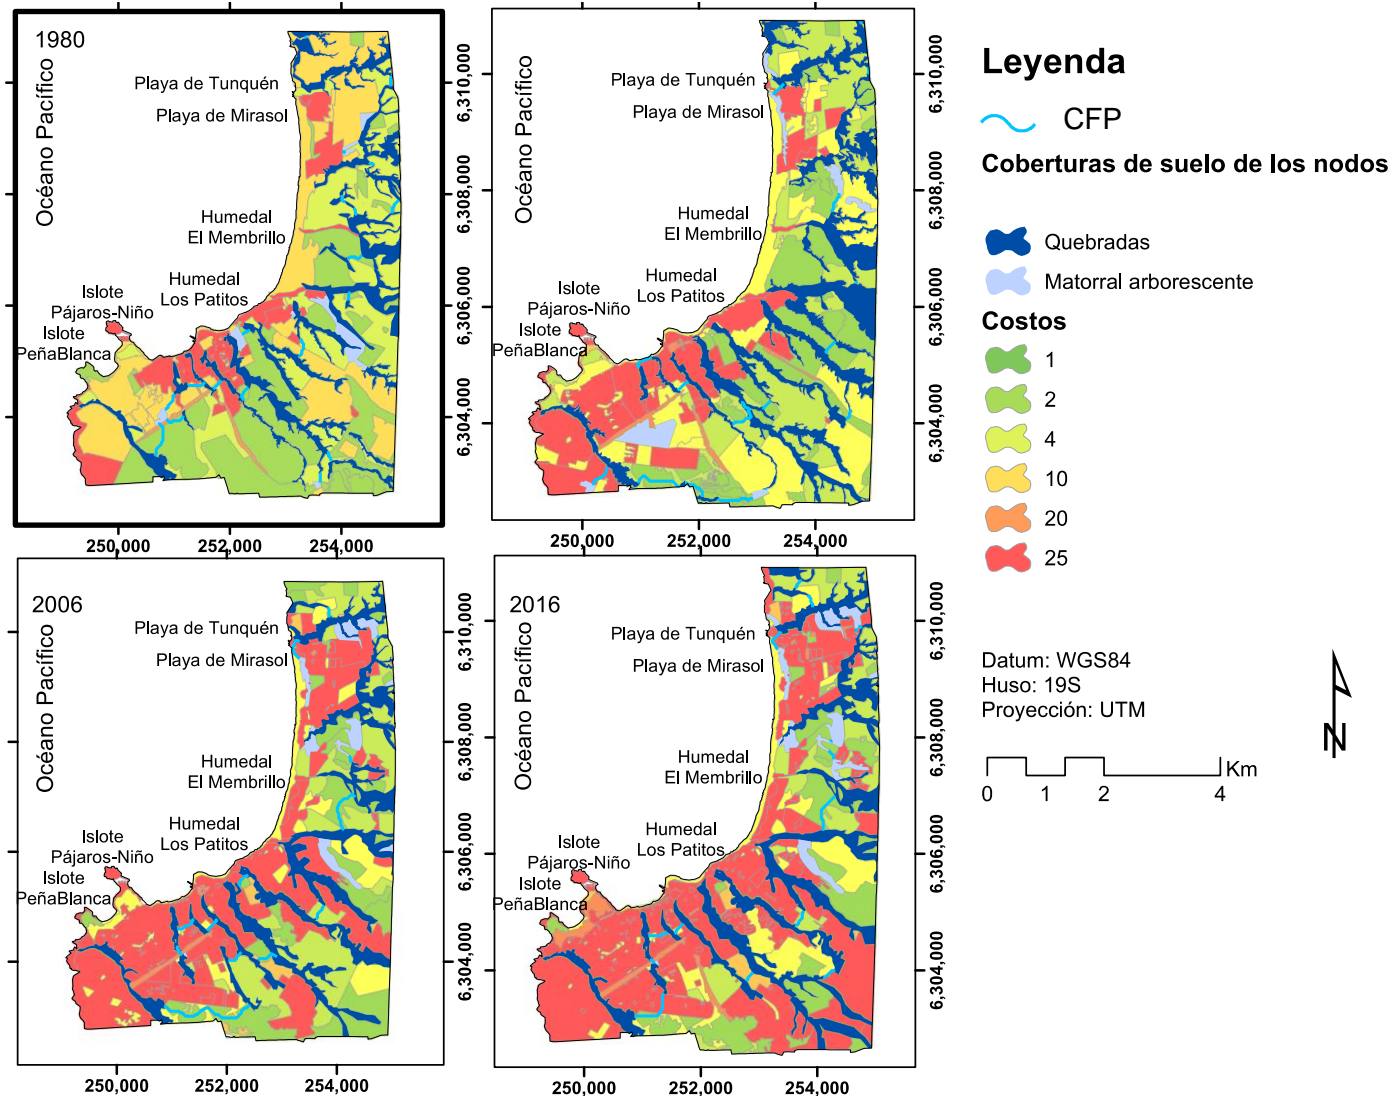 1980
Océano Pacífico
Playa de Tunquén
Playa de Mirasol
Humedal
El Membrillo
Humedal
Los Patitos
Islote
Pájaros-Niño
Islote
PeñaBlanca
6,310,000
6,308,000
6,306,000
6,304,000
250,000
252,000
254,000
Océano Pacífico
Playa de Tunquén
Playa de Mirasol
Humedal
El Membrillo
Humedal
Los Patitos
Islote
Pájaros-Niño
Islote
PeñaBlanca
6,310,000
6,308,000
6,306,000
6,304,000
250,000
252,000
254,000
2006
Océano Pacífico
Playa de Tunquén
Playa de Mirasol
Humedal
El Membrillo
Humedal
Los Patitos
Islote
Pájaros-Niño
Islote
PeñaBlanca
6,310,000
6,308,000
6,306,000
6,304,000
250,000
252,000
254,000
2016
Océano Pacífico
Playa de Tunquén
Playa de Mirasol
Humedal
El Membrillo
Humedal
Los Patitos
Islote
Pájaros-Niño
Islote
PeñaBlanca
6,310,000
6,308,000
6,306,000
6,304,000
250,000
252,000
254,000
Leyenda
CFP
Coberturas de suelo de los nodos
Quebradas
Matorral arborescente
Costos
1
2
4
10
20
25
Datum: WGS84
Huso: 19S
Proyección: UTM
N
Km
0 1 2 4